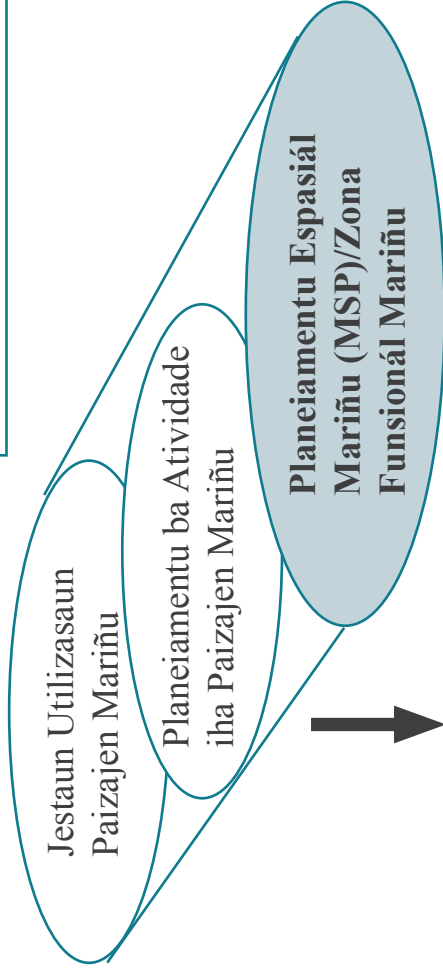 Jestaun Utilizasaun
Paizajen Mariñu
Planeiamentu ba Atividade
iha Paizajen Mariñu
Planeiamentu Espasiál
Mariñu (MSP)/Zona
Funsionál Mariñu